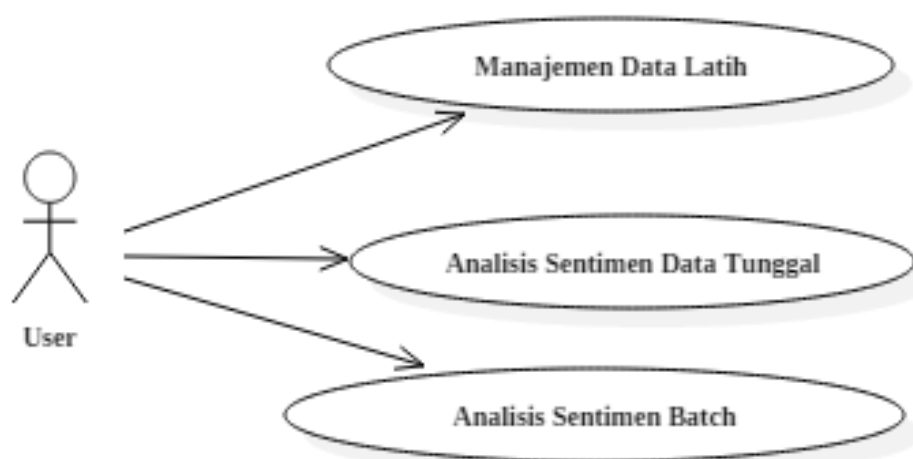 Manajemen Data Latih
Analisis Sentimen Data Tunggal
User
Analisis Sentimen Batch